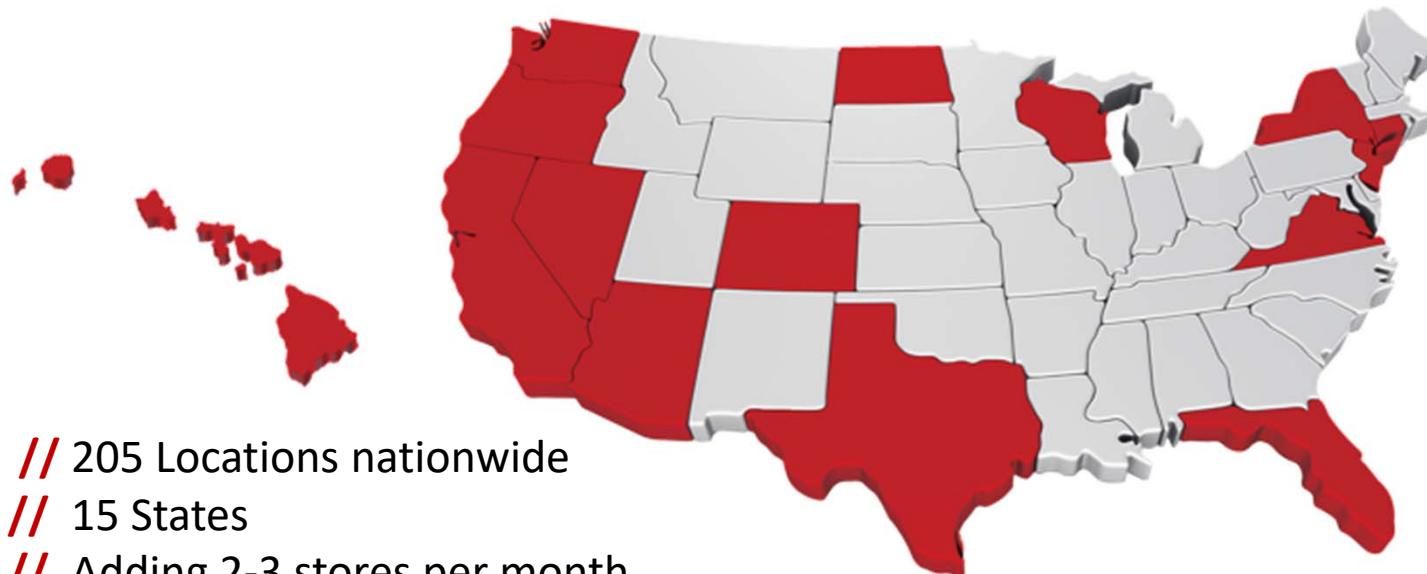 // 205 Locations nationwide
// 15 States
// Adding 2-3 stores per month